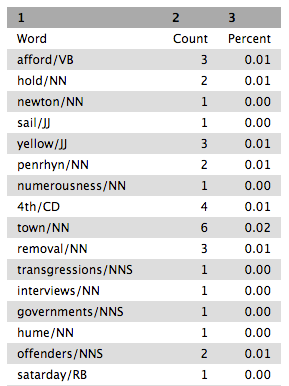 1 2 3
Word Count Percent
afford/VB 3 0.01
hold/NN 2 0.01
newton/NN 1 0.00
sail/JJ 1 0.00
yellow/JJ 3 0.01
penrhyn/NN 2 0.01
numerousness/NN 1 0.00
4th/CD 4 0.01
town/NN 6 0.02
removal/NN 3 0.01
transgressions/NNS 1 0.00
interviews/NN 1 0.00
governments/NNS 1 0.00
hume/NN 1 0.00
offenders/NNS 2 0.01
satarday/RB 1 0.00